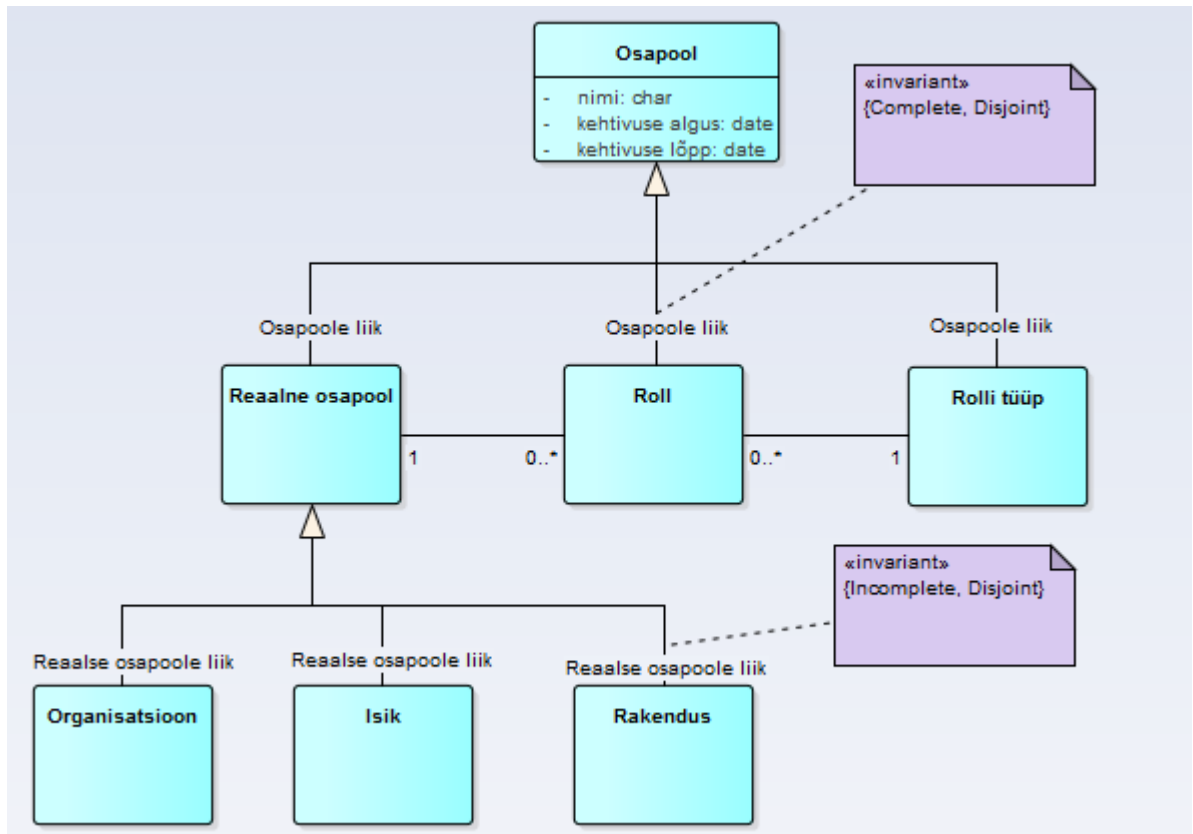 Osapool
- nimi: char
- kehtivuse algus: date
- kehtivuse lõpp: date
«invariant»
{Complete, Disjoint}
Osapoole liik
Osapoole liik
Osapoole liik
Reaalne osapool
Roll
Rolli tüüp
1
0..*
0..*
1
«invariant»
{Incomplete, Disjoint}
Reaalse osapoole liik
Reaalse osapoole liik
Reaalse osapoole liik
Organisatsioon
Isik
Rakendus